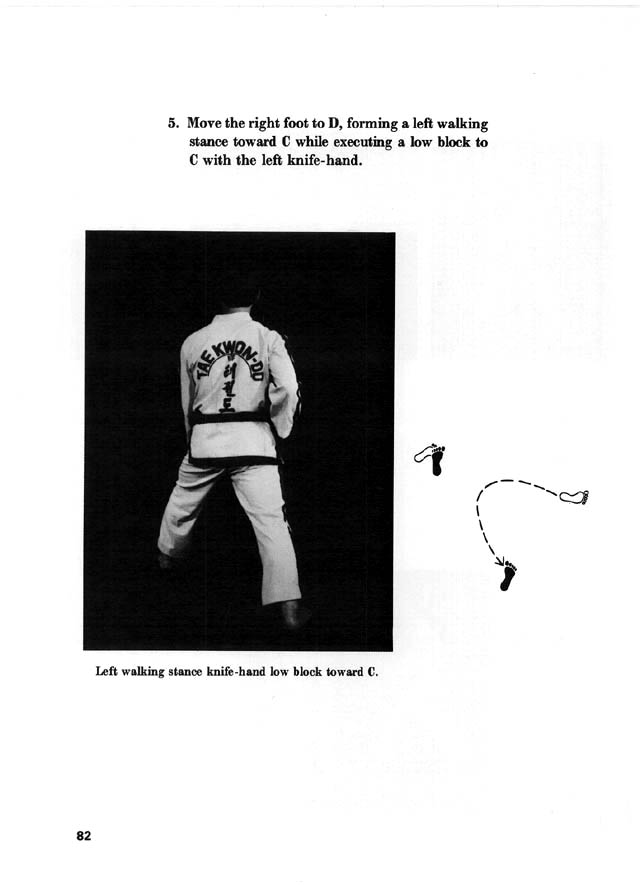 5. Move the right foot to D, forming a left walking
stance toward C while executing a low block to
C with the left knife-hand.
TAE KWON-DO
태권도
Left walking stance knife-hand low block toward C.
82